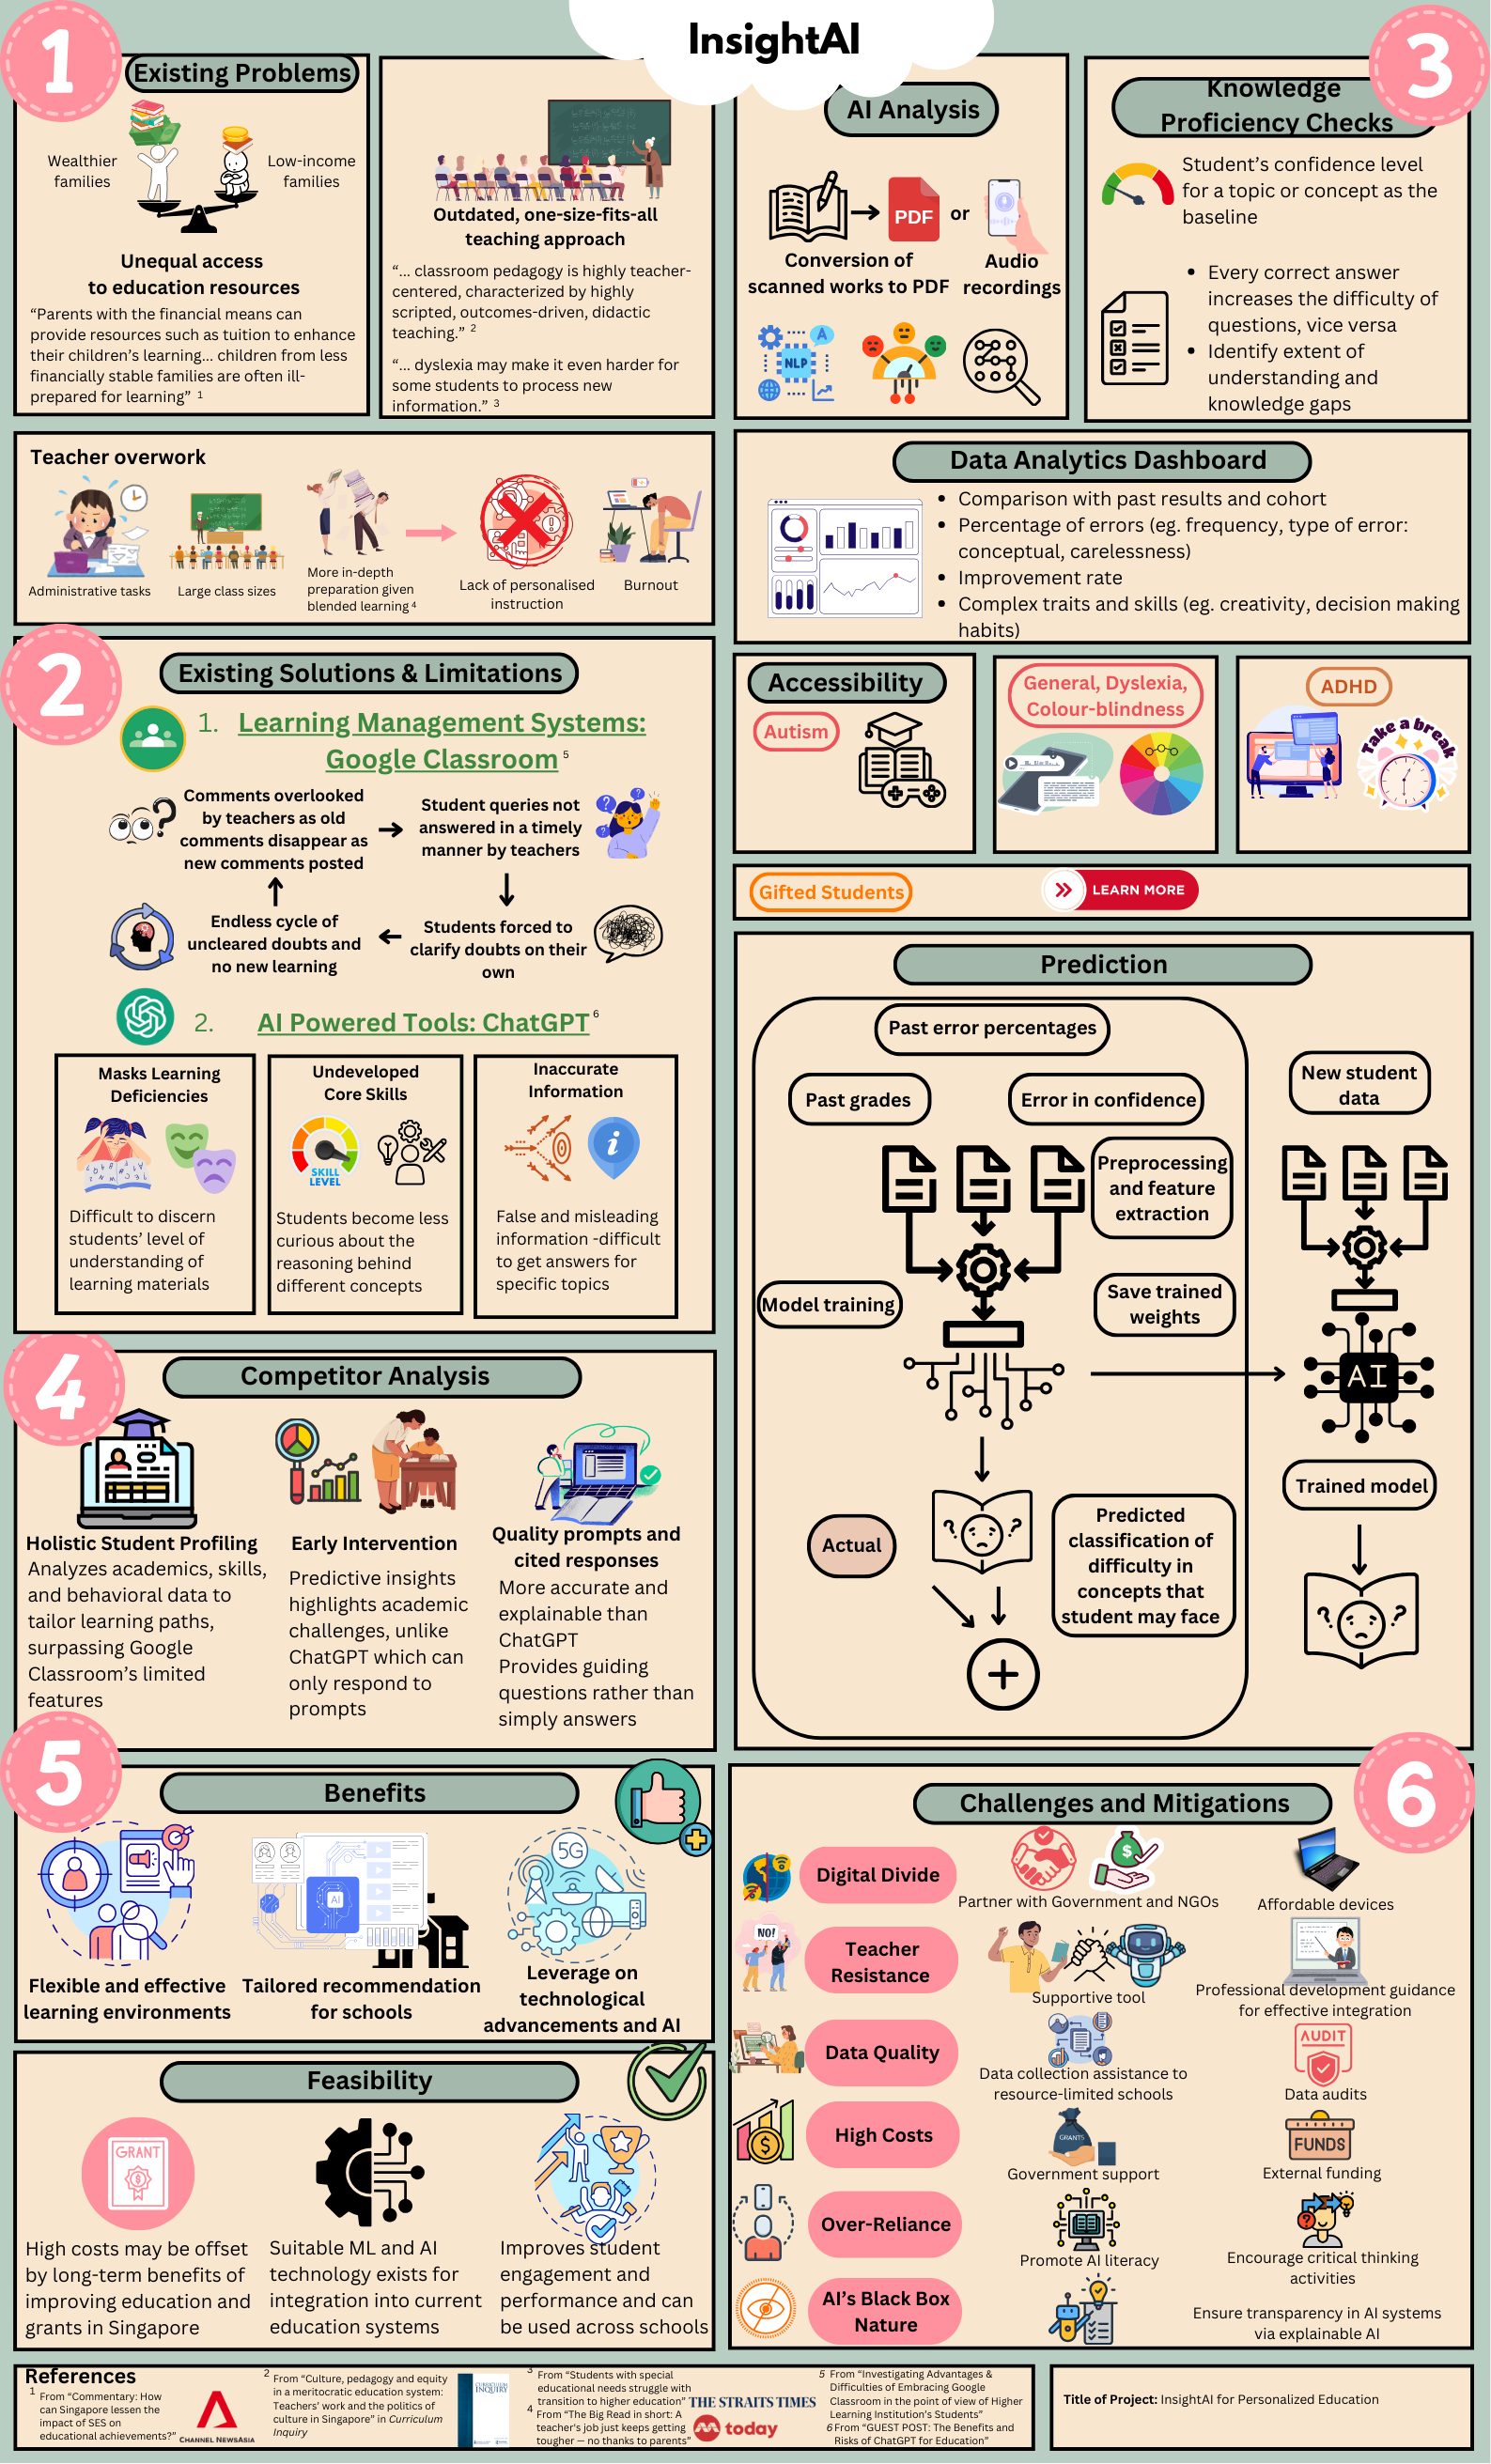 InsightAI
1
Existing Problems
Wealthier
families
Low-income
families
Unequal access
to education resources
“Parents with the financial means can
provide resources such as tuition to enhance
their children’s learning... children from less
financially stable families are often ill-
prepared for learning” 1
Outdated, one-size-fits-all
teaching approach
“... classroom pedagogy is highly teacher-
centered, characterized by highly
scripted, outcomes-driven, didactic
teaching.” 2
“... dyslexia may make it even harder for
some students to process new
information.” 3
Teacher overwork
Administrative tasks
Large class sizes
More in-depth
preparation given
blended learning 4
Lack of personalised
instruction
Burnout
2
Existing Solutions & Limitations
1. Learning Management Systems:
Google Classroom 5
Comments overlooked
by teachers as old
comments disappear as
new comments posted
Student queries not
answered in a timely
manner by teachers
Students forced to
clarify doubts on their
own
Endless cycle of
uncleared doubts and
no new learning
2. AI Powered Tools: ChatGPT 6
Masks Learning
Deficiencies
Difficult to discern
students’ level of
understanding of
learning materials
Undeveloped
Core Skills
SKILL
LEVEL
Students become less
curious about the
reasoning behind
different concepts
Inaccurate
Information
i
False and misleading
information -difficult
to get answers for
specific topics
AI Analysis
PDF
or
Conversion of
scanned works to PDF
Audio
recordings
NLP
A
3
Knowledge
Proficiency Checks
Student’s confidence level
for a topic or concept as the
baseline
• Every correct answer
increases the difficulty of
questions, vice versa
• Identify extent of
understanding and
knowledge gaps
Data Analytics Dashboard
• Comparison with past results and cohort
• Percentage of errors (eg. frequency, type of error:
conceptual, carelessness)
• Improvement rate
• Complex traits and skills (eg. creativity, decision making
habits)
Accessibility
Autism
General, Dyslexia,
Colour-blindness
ADHD
Take a break
Gifted Students
LEARN MORE
Prediction
Past error percentages
Past grades
Error in confidence
New student
data
Preprocessing
and feature
extraction
Model training
Save trained
weights
AI
Trained model
Actual
Predicted
classification of
difficulty in
concepts that
student may face
4
Competitor Analysis
Holistic Student Profiling
Analyzes academics, skills,
and behavioral data to
tailor learning paths,
surpassing Google
Classroom’s limited
features
Early Intervention
Predictive insights
highlights academic
challenges, unlike
ChatGPT which can
only respond to
prompts
Quality prompts and
cited responses
More accurate and
explainable than
ChatGPT
Provides guiding
questions rather than
simply answers
5
Benefits
Flexible and effective
learning environments
AI
Tailored recommendation
for schools
5G
Leverage on
technological
advancements and AI
Feasibility
GRANT
High costs may be offset
by long-term benefits of
improving education and
grants in Singapore
Suitable ML and AI
technology exists for
integration into current
education systems
Improves student
engagement and
performance and can
be used across schools
6
Challenges and Mitigations
Digital Divide
Partner with Government and NGOs
Affordable devices
NO!
Teacher
Resistance
Supportive tool
Professional development guidance
for effective integration
Data Quality
Data collection assistance to
resource-limited schools
AUDIT
Data audits
High Costs
GRANTS
Government support
FUNDS
External funding
Over-Reliance
Promote AI literacy
Encourage critical thinking
activities
AI’s Black Box
Nature
Ensure transparency in AI systems
via explainable AI
References
1 From “Commentary: How
can Singapore lessen the
impact of SES on
educational achievements?”
CHANNEL NEWSASIA
2 From “Culture, pedagogy and equity
in a meritocratic education system:
Teachers’ work and the politics of
culture in Singapore” in Curriculum
Inquiry
CURRICULUM
INQUIRY
3 From “Students with special
educational needs struggle with
transition to higher education”
THE STRAITS TIMES
4 From “The Big Read in short: A
teacher's job just keeps getting
tougher — no thanks to parents”
today
5 From “Investigating Advantages &
Difficulties of Embracing Google
Classroom in the point of view of Higher
Learning Institution’s Students”
6 From “GUEST POST: The Benefits and
Risks of ChatGPT for Education”
Title of Project: InsightAI for Personalized Education